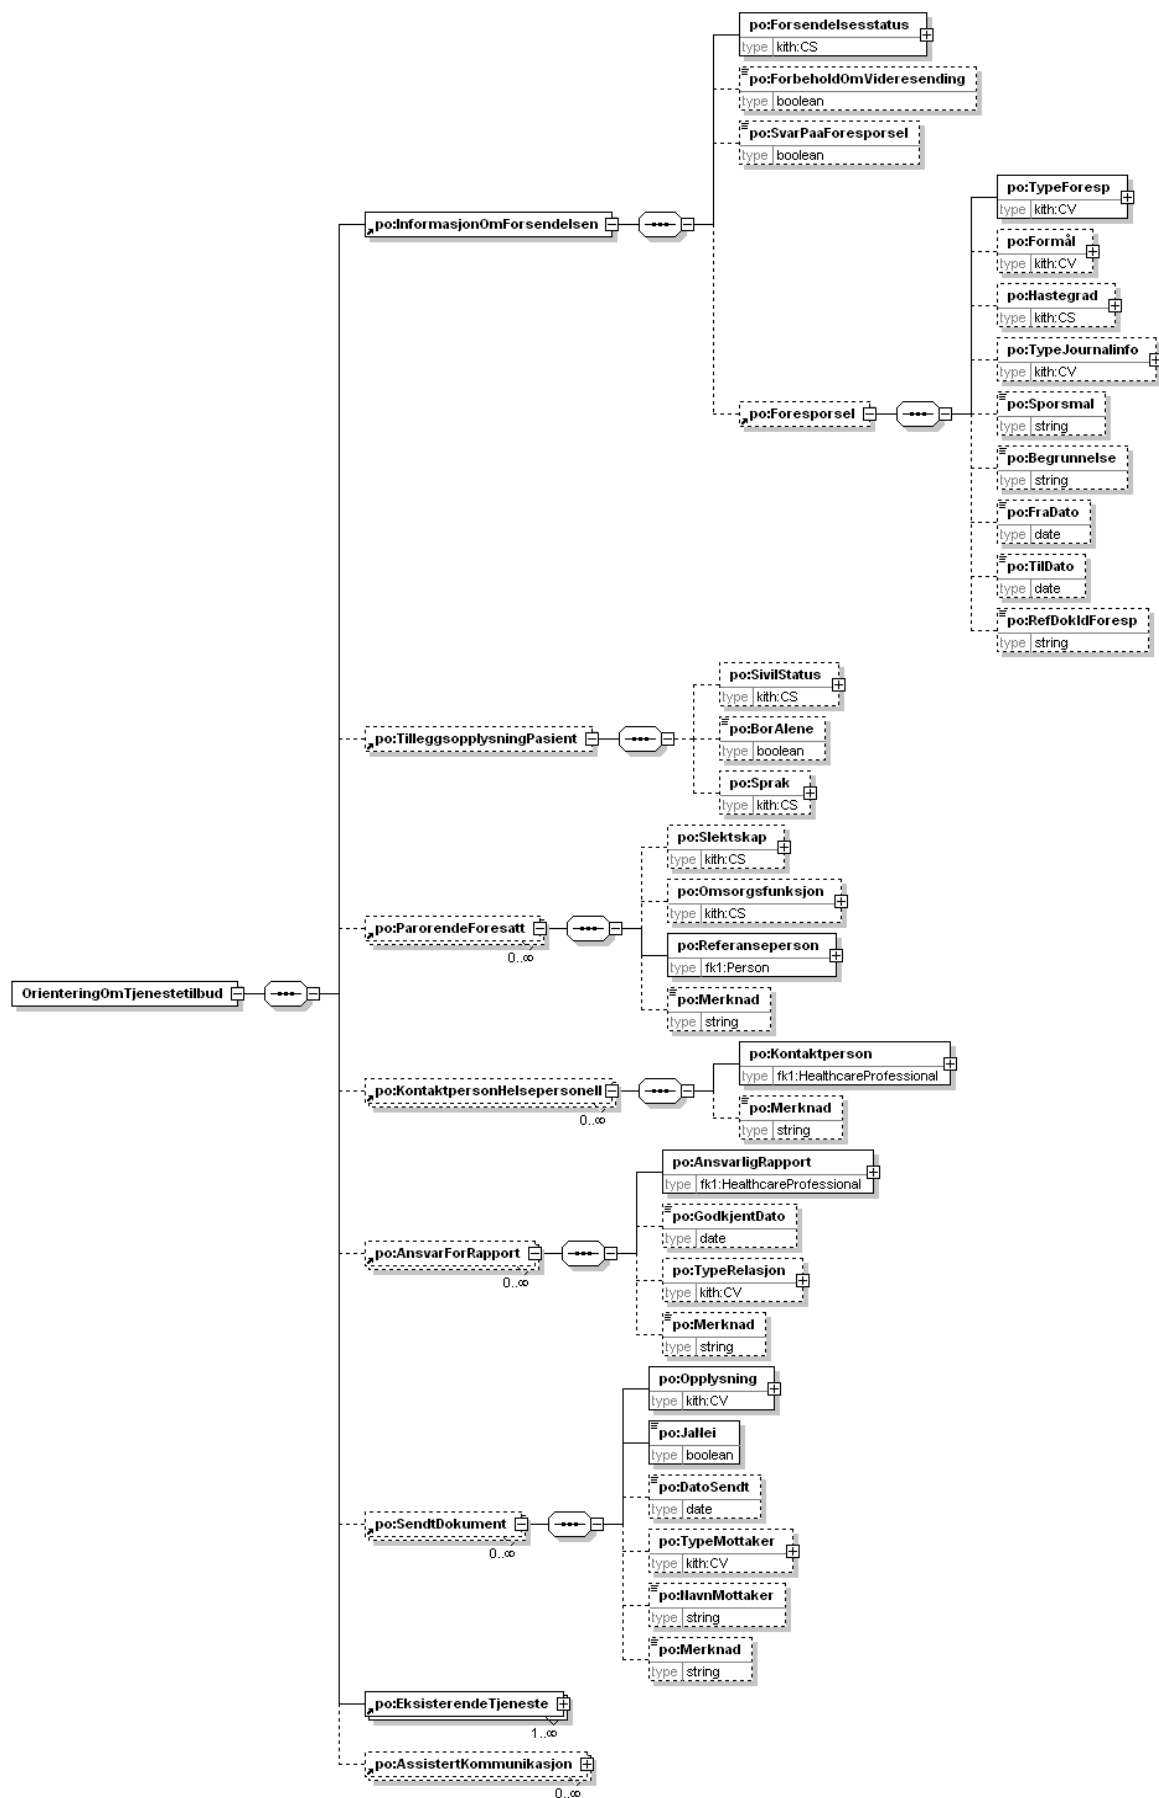 po:Forsendelsesstatus
type kith:CS
po:ForbeholdOmVideresending
type boolean
po:SvarPaaForesporsel
type boolean
po:InformasjonOmForsendelsen
po:TypeForesp
type kith:CV
po:Formål
type kith:CV
po:Hastegrad
type kith:CS
po:TypeJournalinfo
type kith:CV
po:Foresporsel
po:Sporsmal
type string
po:Begrunnelse
type string
po:FraDato
type date
po:TilDato
type date
po:RefDokIdForesp
type string
po:TilleggsopplysningPasient
po:SivilStatus
type kith:CS
po:BorAlene
type boolean
po:Sprak
type kith:CS
po:ParorendeForesatt
0..∞
po:Slektskap
type kith:CS
po:Omsorgsfunksjon
type kith:CS
po:Referanseperson
type fk1:Person
po:Merknad
type string
OrienteringOmTjenestetilbud
po:KontaktpersonHelsepersonell
0..∞
po:Kontaktperson
type fk1:HealthcareProfessional
po:Merknad
type string
po:AnsvarForRapport
0..∞
po:AnsvarligRapport
type fk1:HealthcareProfessional
po:GodkjentDato
type date
po:TypeRelasjon
type kith:CV
po:Merknad
type string
po:SendtDokument
0..∞
po:Opplysning
type kith:CV
po:JaNei
type boolean
po:DatoSendt
type date
po:TypeMottaker
type kith:CV
po:NavnMottaker
type string
po:Merknad
type string
po:EksisterendeTjeneste
1..∞
po:AssistertKommunikasjon
0..∞